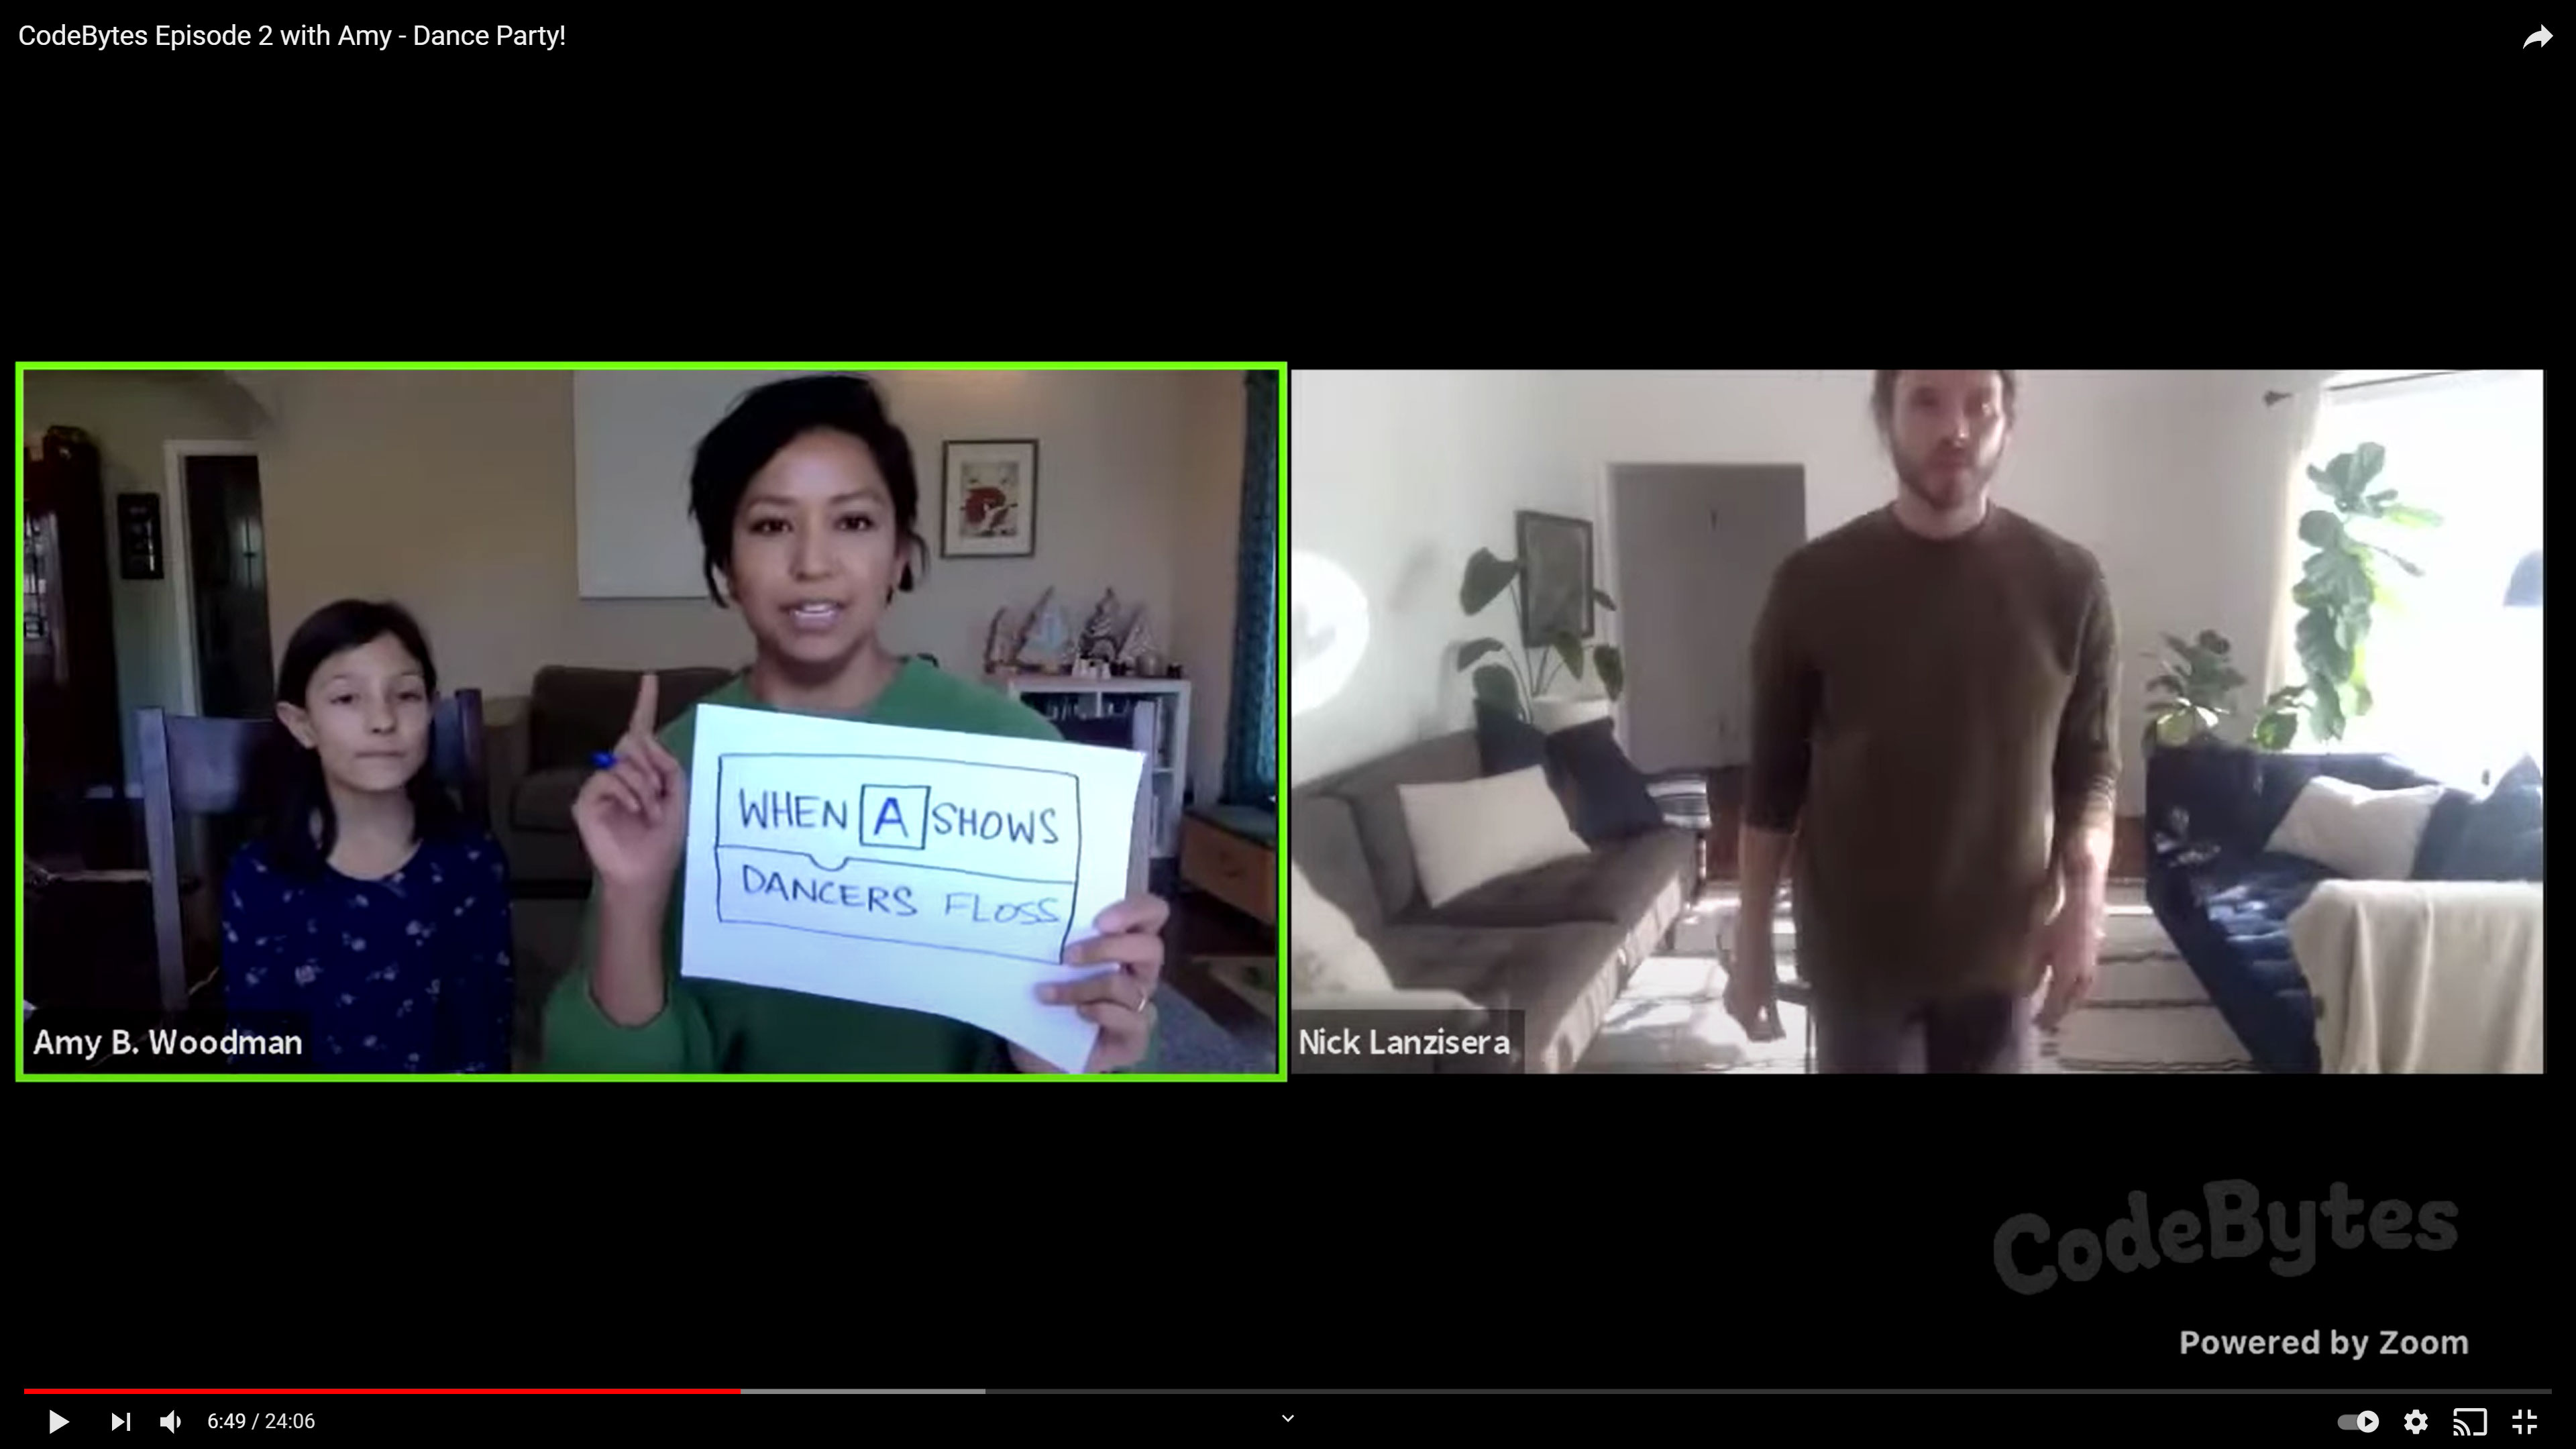 CodeBytes Episode 2 with Amy - Dance Party!
WHEN A SHOWS
DANCERS FLOSS
Amy B. Woodman
Nick Lanzisera
CodeBytes
Powered by Zoom
6:49 / 24:06